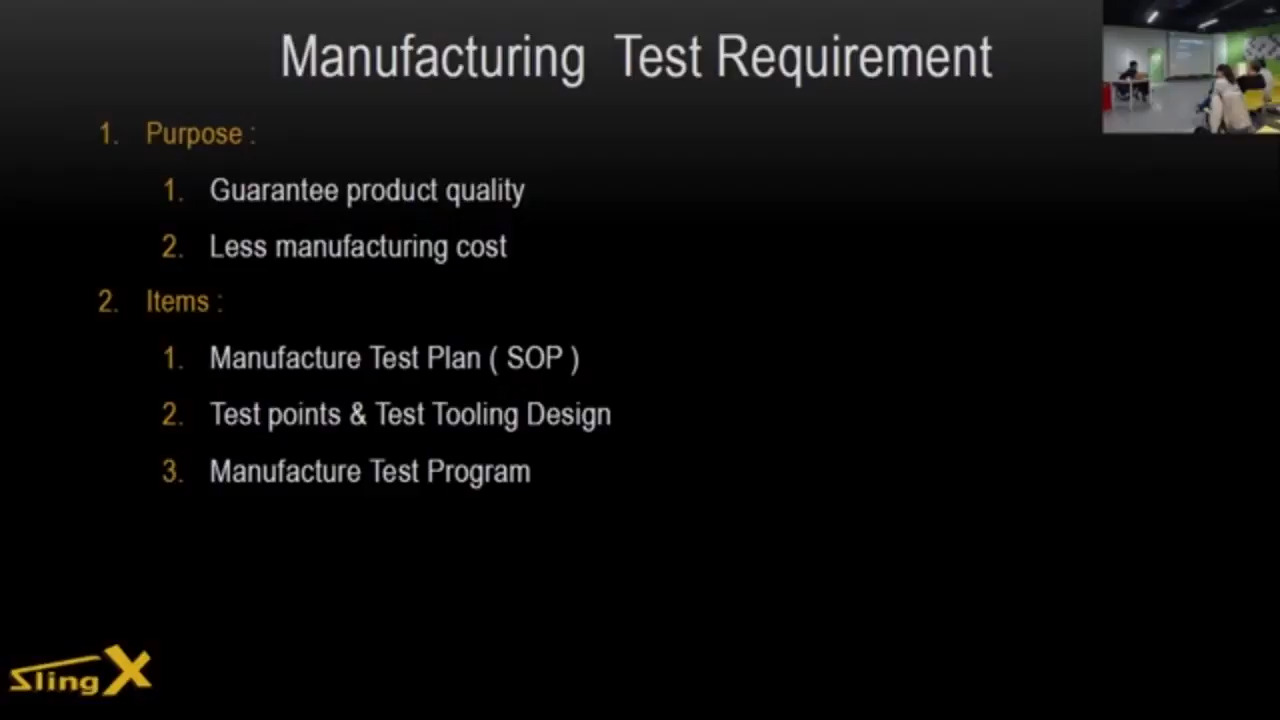 Manufacturing Test Requirement
1. Purpose :
1. Guarantee product quality
2. Less manufacturing cost
2. Items :
1. Manufacture Test Plan ( SOP )
2. Test points & Test Tooling Design
3. Manufacture Test Program
SlingX